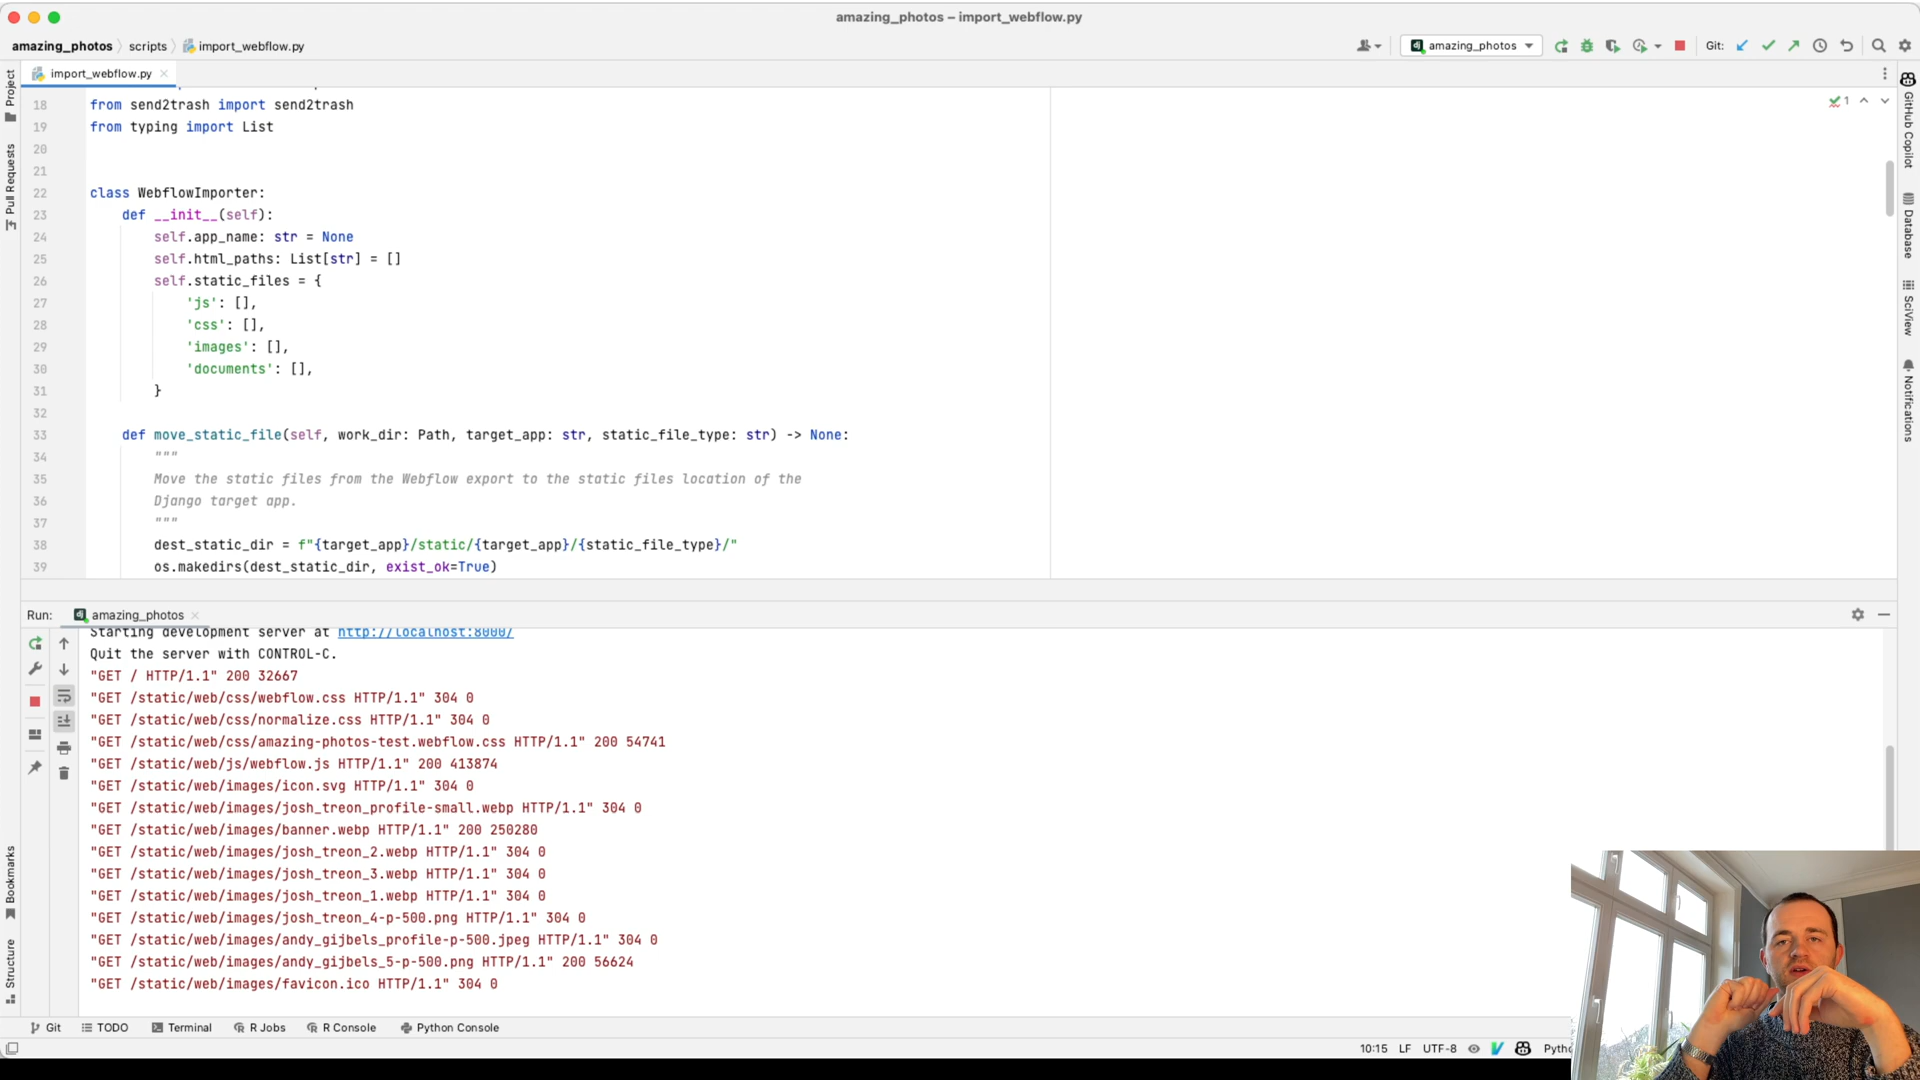 amazing_photos – import_webflow.py
amazing_photos scripts import_webflow.py
amazing_photos
Git:
import_webflow.py
Project
Pull Requests
Bookmarks
Structure
1
GitHub Copilot
Database
SciView
Notifications
18 from send2trash import send2trash
19 from typing import List
20
21
22 class WebflowImporter:
23 def __init__(self):
24 self.app_name: str = None
25 self.html_paths: List[str] = []
26 self.static_files = {
27 'js': [],
28 'css': [],
29 'images': [],
30 'documents': [],
31 }
32
33 def move_static_file(self, work_dir: Path, target_app: str, static_file_type: str) -> None:
34 """
35 Move the static files from the Webflow export to the static files location of the
36 Django target app.
37 """
38 dest_static_dir = f"{target_app}/static/{target_app}/{static_file_type}/"
39 os.makedirs(dest_static_dir, exist_ok=True)
Run: amazing_photos
Starting development server at http://localhost:8000/
Quit the server with CONTROL-C.
"GET / HTTP/1.1" 200 32667
"GET /static/web/css/webflow.css HTTP/1.1" 304 0
"GET /static/web/css/normalize.css HTTP/1.1" 304 0
"GET /static/web/css/amazing-photos-test.webflow.css HTTP/1.1" 200 54741
"GET /static/web/js/webflow.js HTTP/1.1" 200 413874
"GET /static/web/images/icon.svg HTTP/1.1" 304 0
"GET /static/web/images/josh_treon_profile-small.webp HTTP/1.1" 304 0
"GET /static/web/images/banner.webp HTTP/1.1" 200 250280
"GET /static/web/images/josh_treon_2.webp HTTP/1.1" 304 0
"GET /static/web/images/josh_treon_3.webp HTTP/1.1" 304 0
"GET /static/web/images/josh_treon_1.webp HTTP/1.1" 304 0
"GET /static/web/images/josh_treon_4-p-500.png HTTP/1.1" 304 0
"GET /static/web/images/andy_gijbels_profile-p-500.jpeg HTTP/1.1" 304 0
"GET /static/web/images/andy_gijbels_5-p-500.png HTTP/1.1" 200 56624
"GET /static/web/images/favicon.ico HTTP/1.1" 304 0
Git TODO Terminal R Jobs R Console Python Console
10:15 LF UTF-8